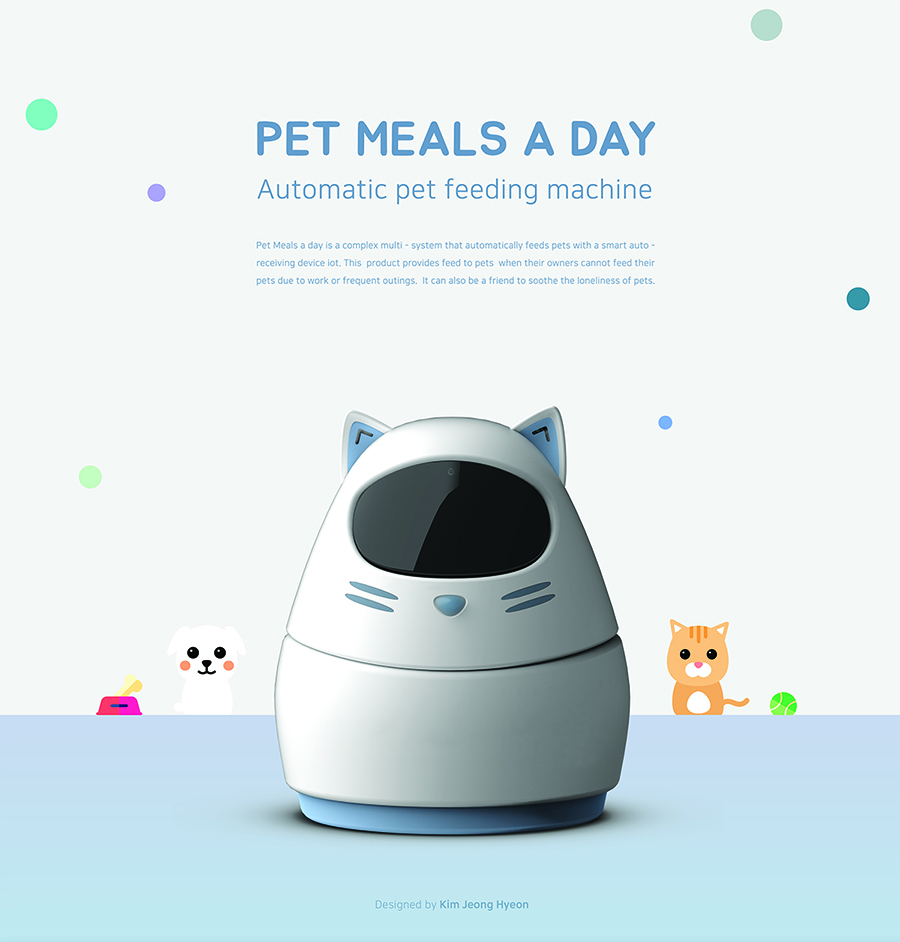 PET MEALS A DAY
Automatic pet feeding machine
Pet Meals a day is a complex multi - system that automatically feeds pets with a smart auto -
receiving device iot. This product provides feed to pets when their owners cannot feed their
pets due to work or frequent outings. It can also be a friend to soothe the loneliness of pets.
Designed by Kim Jeong Hyeon